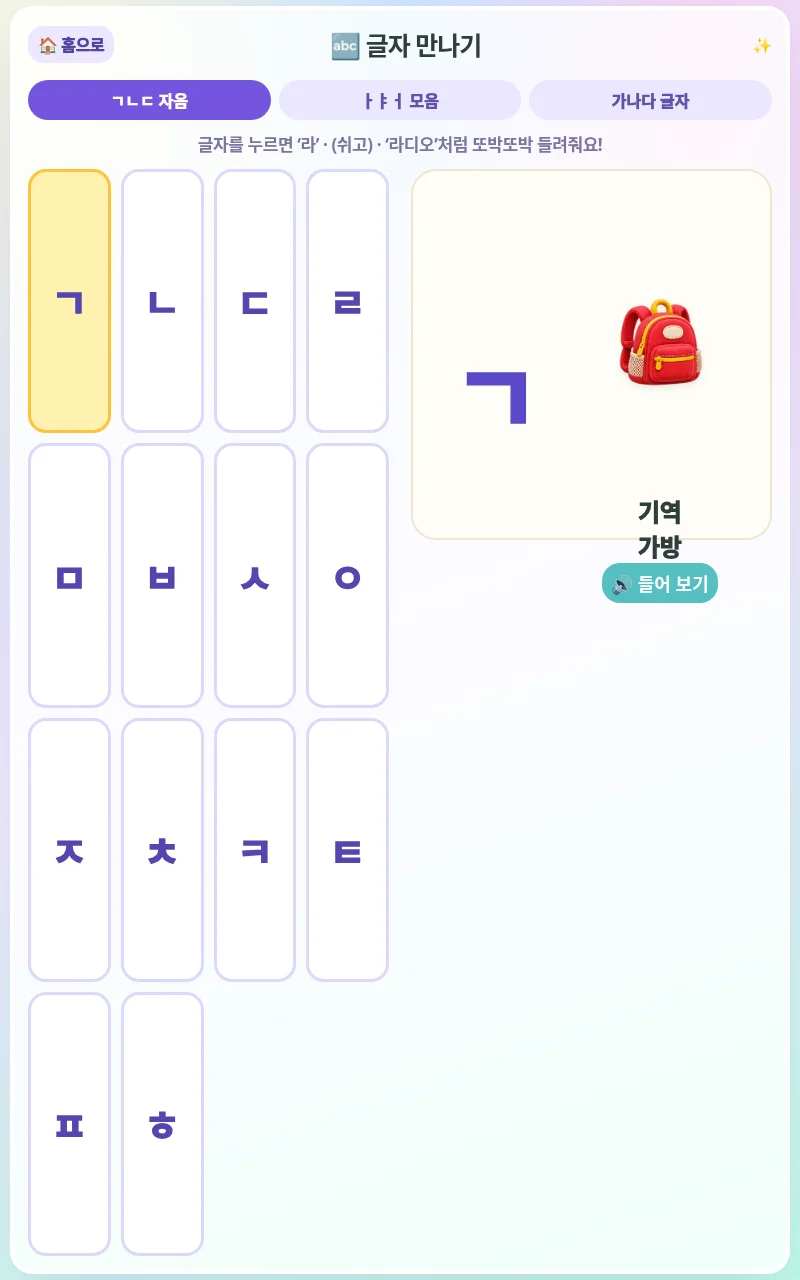 🏠 홈으로
🔤 글자 만나기
✨
ㄱㄴㄷ 자음
ㅏㅑㅓ 모음
가나다 글자
글자를 누르면 ‘라’ · (쉬고) · ‘라디오’처럼 또박또박 들려줘요!
ㄱ ㄴ ㄷ ㄹ
ㅁ ㅂ ㅅ ㅇ
ㅈ ㅊ ㅋ ㅌ
ㅍ ㅎ
ㄱ
기역
가방
🔊 들어 보기